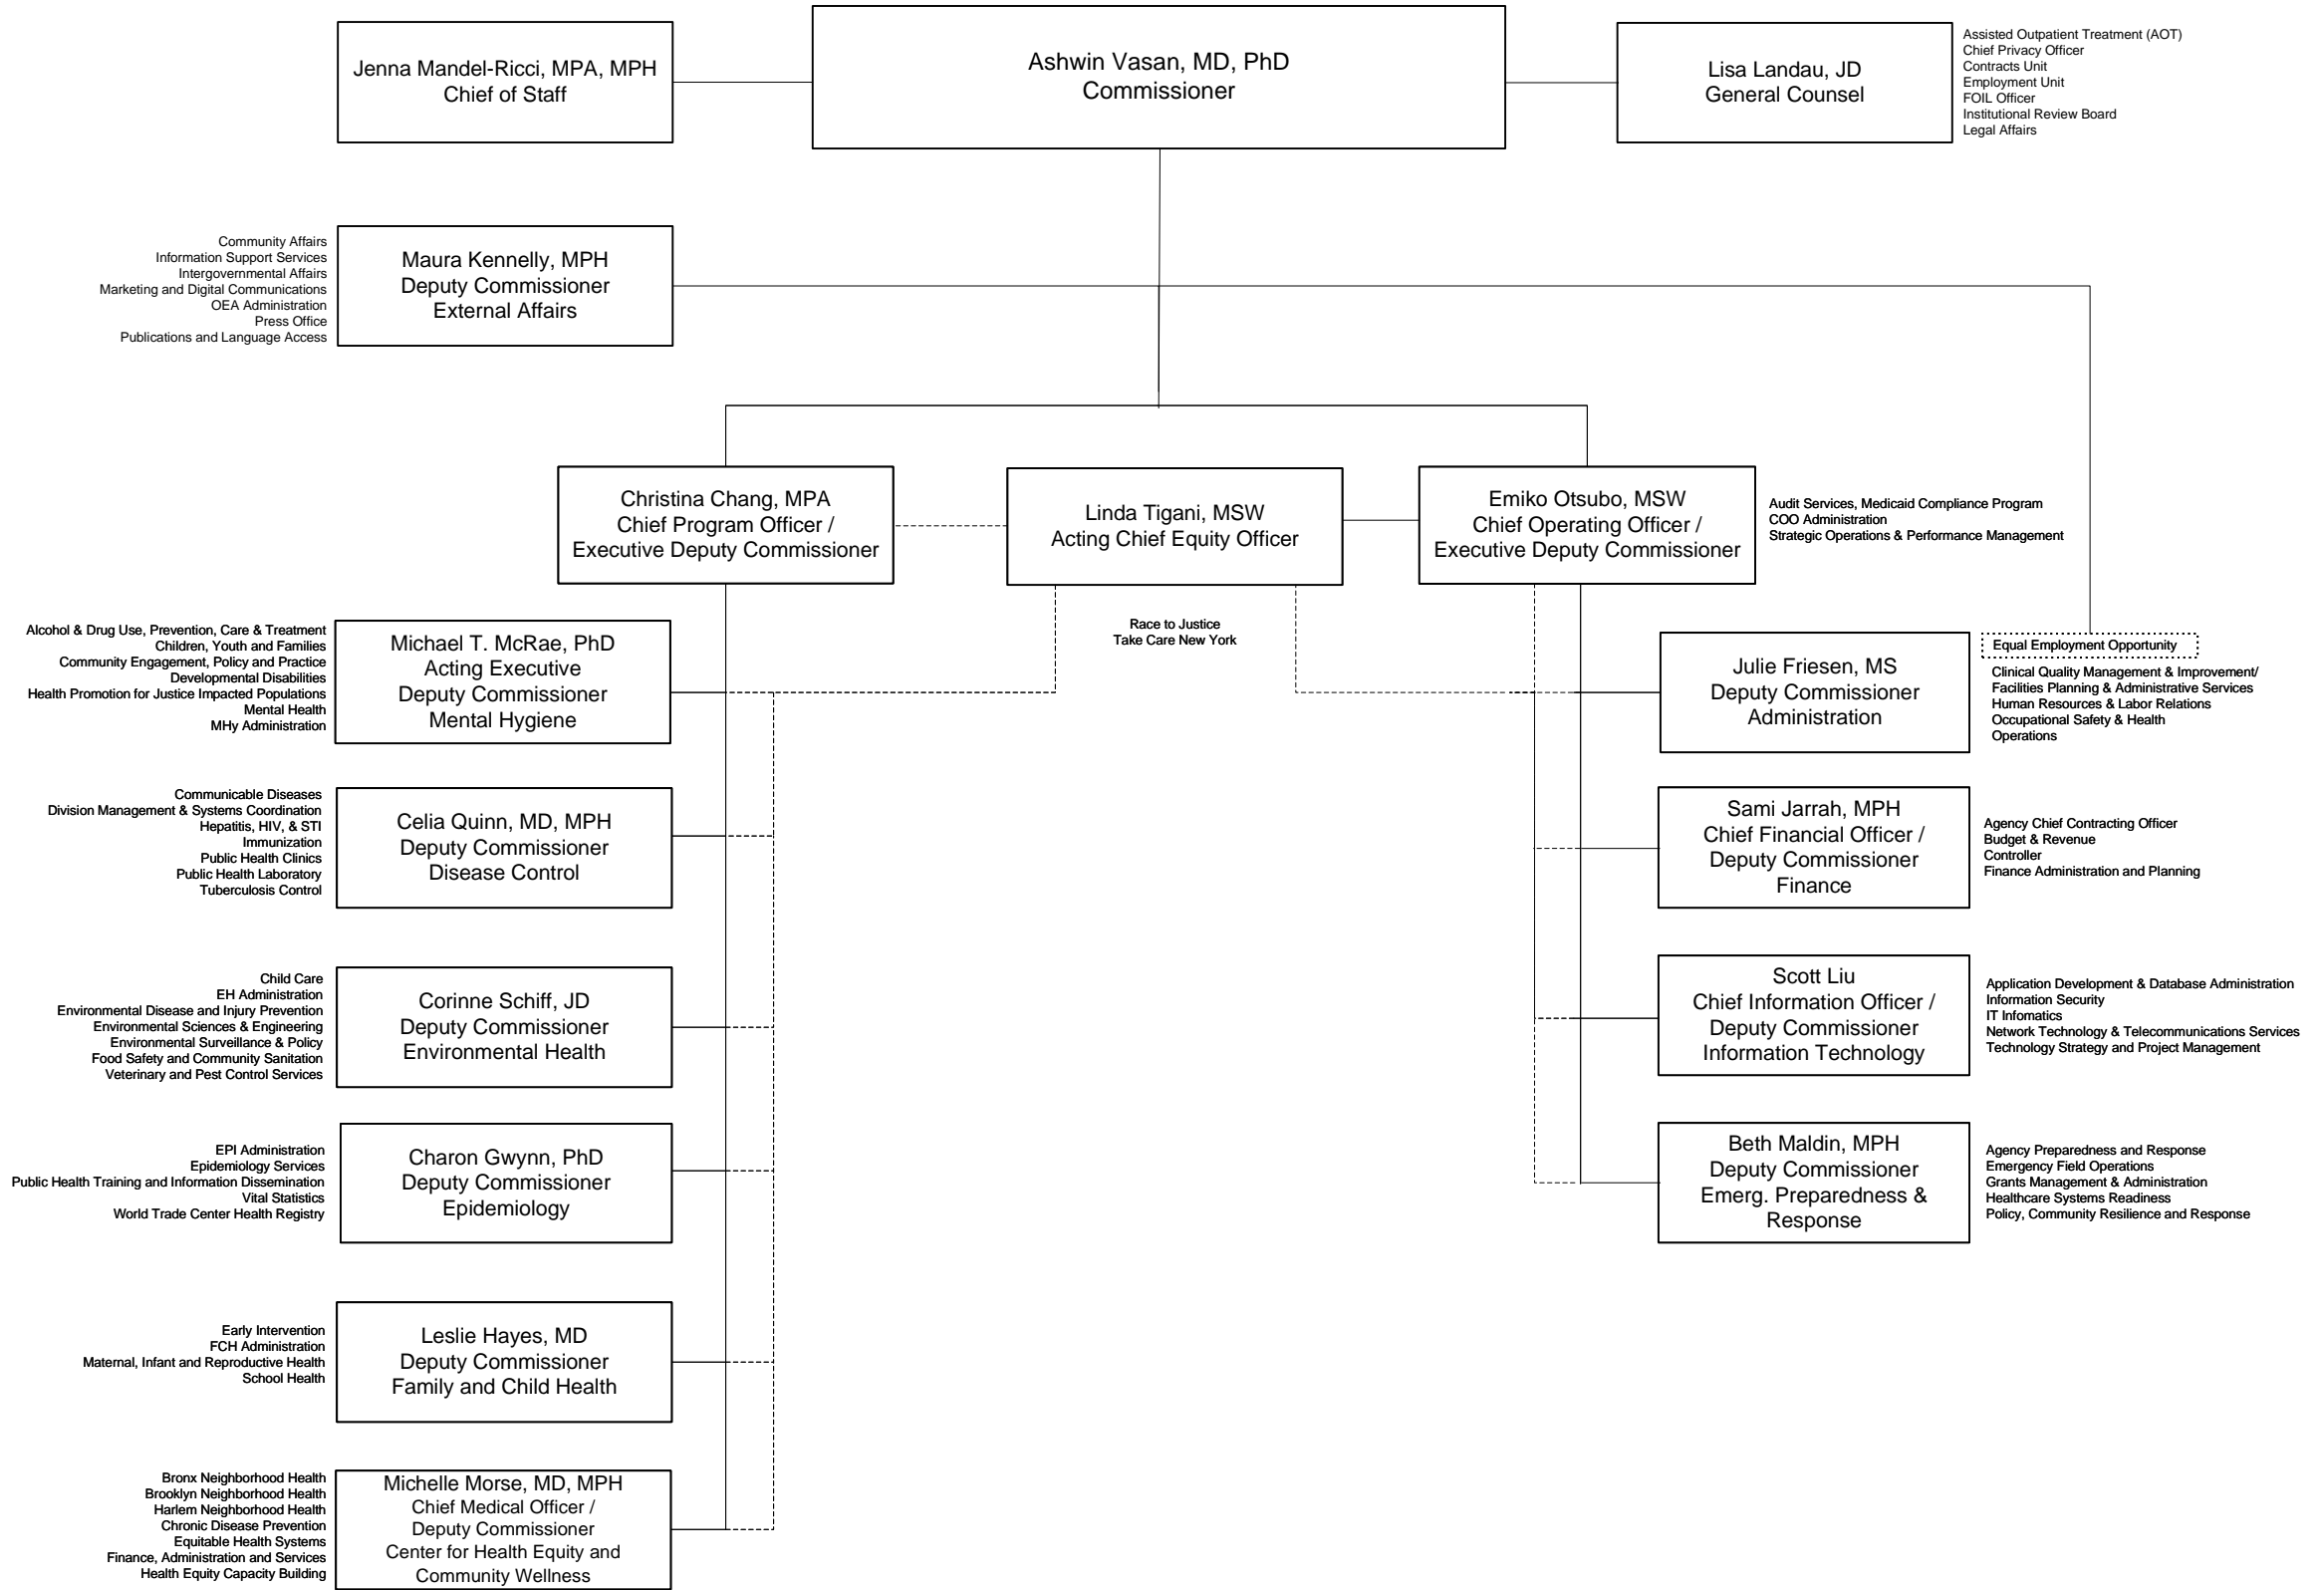 Jenna Mandel-Ricci, MPA, MPH
Chief of Staff
Ashwin Vasan, MD, PhD
Commissioner
Lisa Landau, JD
General Counsel
Assisted Outpatient Treatment (AOT)
Chief Privacy Officer
Contracts Unit
Employment Unit
FOIL Officer
Institutional Review Board
Legal Affairs
Community Affairs
Information Support Services
Intergovernmental Affairs
Marketing and Digital Communications
OEA Administration
Press Office
Publications and Language Access
Maura Kennelly, MPH
Deputy Commissioner
External Affairs
Christina Chang, MPA
Chief Program Officer /
Executive Deputy Commissioner
Linda Tigani, MSW
Acting Chief Equity Officer
Emiko Otsubo, MSW
Chief Operating Officer /
Executive Deputy Commissioner
Audit Services, Medicaid Compliance Program
COO Administration
Strategic Operations & Performance Management
Race to Justice
Take Care New York
Alcohol & Drug Use, Prevention, Care & Treatment
Children, Youth and Families
Community Engagement, Policy and Practice
Developmental Disabilities
Health Promotion for Justice Impacted Populations
Mental Health
MHy Administration
Michael T. McRae, PhD
Acting Executive
Deputy Commissioner
Mental Hygiene
Julie Friesen, MS
Deputy Commissioner
Administration
Equal Employment Opportunity
Clinical Quality Management & Improvement/
Facilities Planning & Administrative Services
Human Resources & Labor Relations
Occupational Safety & Health
Operations
Communicable Diseases
Division Management & Systems Coordination
Hepatitis, HIV, & STI
Immunization
Public Health Clinics
Public Health Laboratory
Tuberculosis Control
Celia Quinn, MD, MPH
Deputy Commissioner
Disease Control
Sami Jarrah, MPH
Chief Financial Officer /
Deputy Commissioner
Finance
Agency Chief Contracting Officer
Budget & Revenue
Controller
Finance Administration and Planning
Child Care
EH Administration
Environmental Disease and Injury Prevention
Environmental Sciences & Engineering
Environmental Surveillance & Policy
Food Safety and Community Sanitation
Veterinary and Pest Control Services
Corinne Schiff, JD
Deputy Commissioner
Environmental Health
Scott Liu
Chief Information Officer /
Deputy Commissioner
Information Technology
Application Development & Database Administration
Information Security
IT Infomatics
Network Technology & Telecommunications Services
Technology Strategy and Project Management
EPI Administration
Epidemiology Services
Public Health Training and Information Dissemination
Vital Statistics
World Trade Center Health Registry
Charon Gwynn, PhD
Deputy Commissioner
Epidemiology
Beth Maldin, MPH
Deputy Commissioner
Emerg. Preparedness &
Response
Agency Preparedness and Response
Emergency Field Operations
Grants Management & Administration
Healthcare Systems Readiness
Policy, Community Resilience and Response
Early Intervention
FCH Administration
Maternal, Infant and Reproductive Health
School Health
Leslie Hayes, MD
Deputy Commissioner
Family and Child Health
Bronx Neighborhood Health
Brooklyn Neighborhood Health
Harlem Neighborhood Health
Chronic Disease Prevention
Equitable Health Systems
Finance, Administration and Services
Health Equity Capacity Building
Michelle Morse, MD, MPH
Chief Medical Officer /
Deputy Commissioner
Center for Health Equity and
Community Wellness